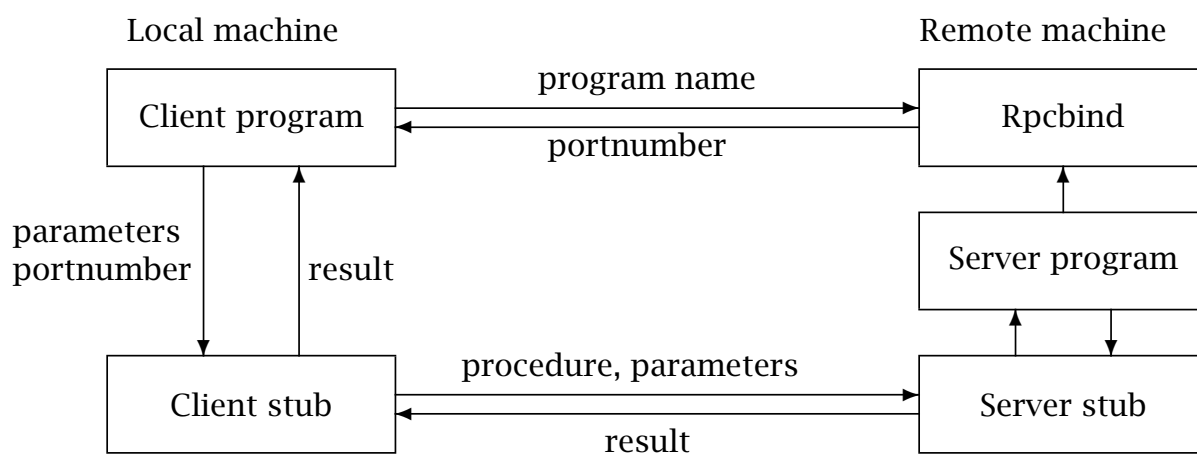 Local machine
Remote machine
program name
Client program
Rpcbind
portnumber
parameters
portnumber
result
Server program
procedure, parameters
Client stub
Server stub
result